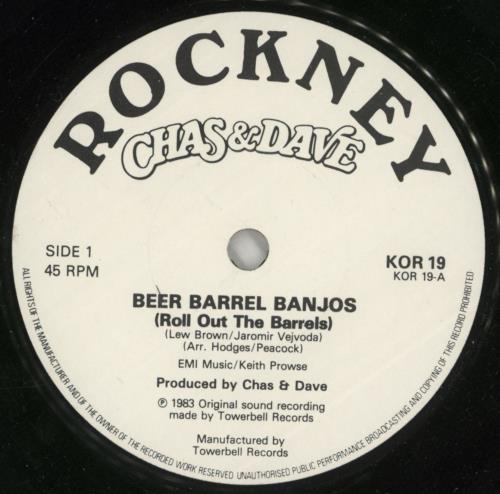 ROCKNEY
CHAS & DAVE
SIDE 1
45 RPM
KOR 19
KOR 19-A
BEER BARREL BANJOS
(Roll Out The Barrels)
(Lew Brown/Jaromir Vejvoda)
(Arr. Hodges/Peacock)
EMI Music/Keith Prowse
Produced by Chas & Dave
℗ 1983 Original sound recording
made by Towerbell Records
Manufactured by
Towerbell Records
ALL RIGHTS OF THE MANUFACTURER AND OF THE OWNER OF THE RECORDED WORK RESERVED UNAUTHORISED PUBLIC PERFORMANCE BROADCASTING AND COPYING OF THIS RECORD PROHIBITED